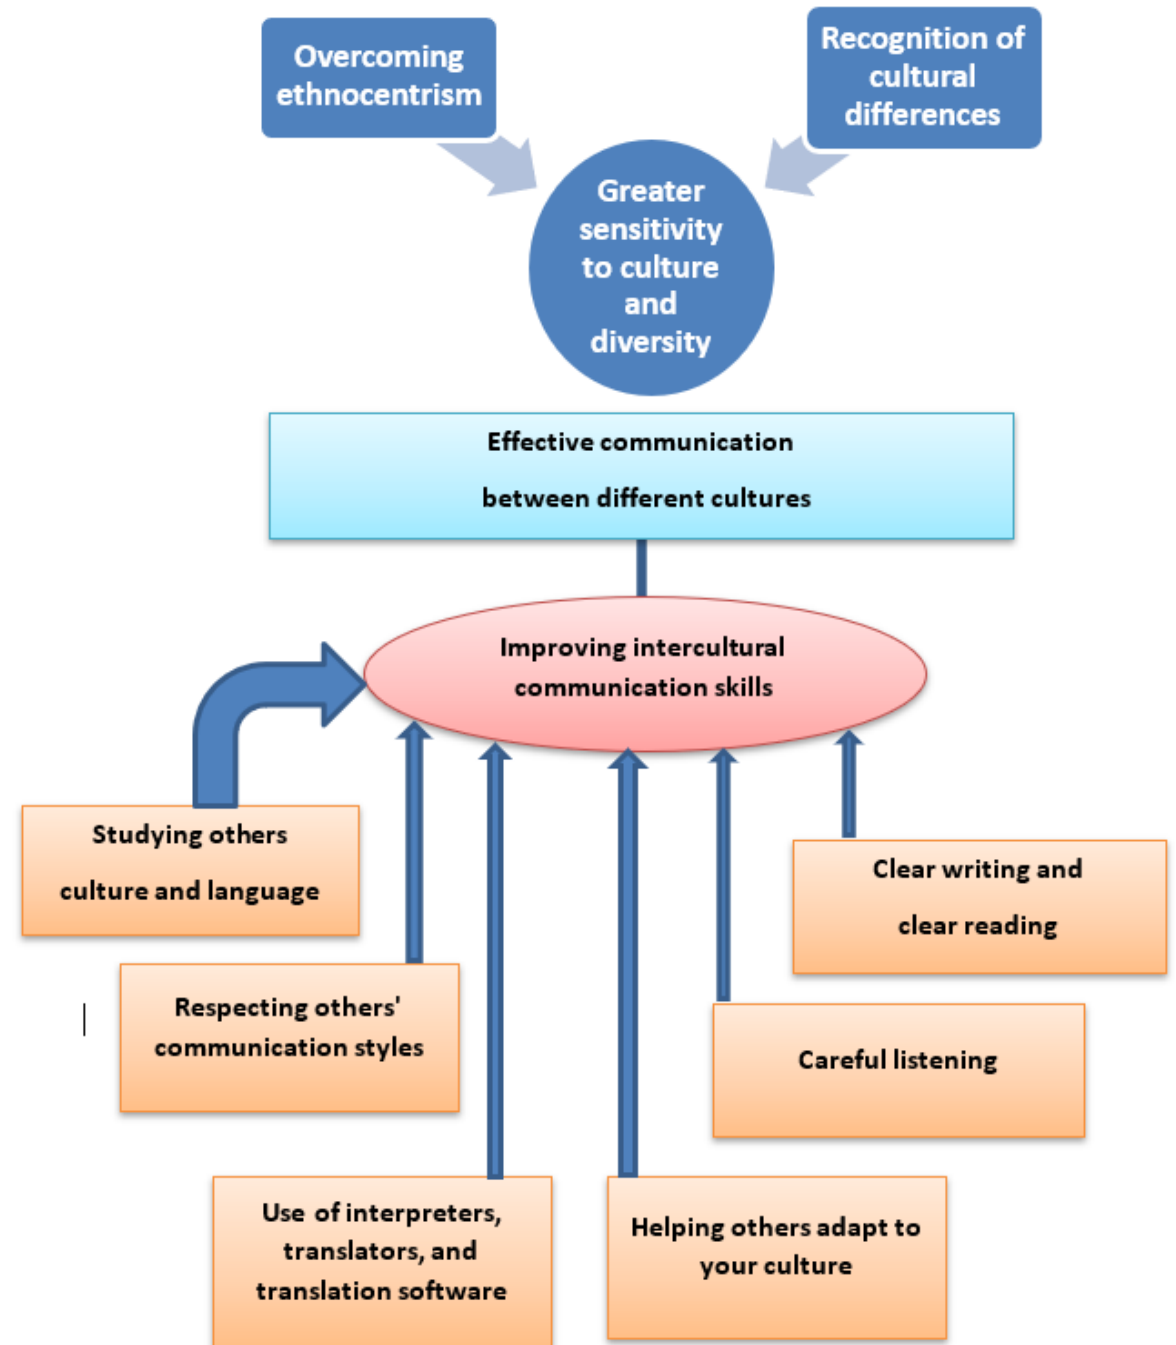 Overcoming
ethnocentrism
Recognition of
cultural
differences
Greater
sensitivity
to culture
and
diversity
Effective communication
between different cultures
Improving intercultural
communication skills
Studying others
culture and language
Clear writing and
clear reading
Respecting others'
communication styles
Careful listening
Use of interpreters,
translators, and
translation software
Helping others adapt to
your culture